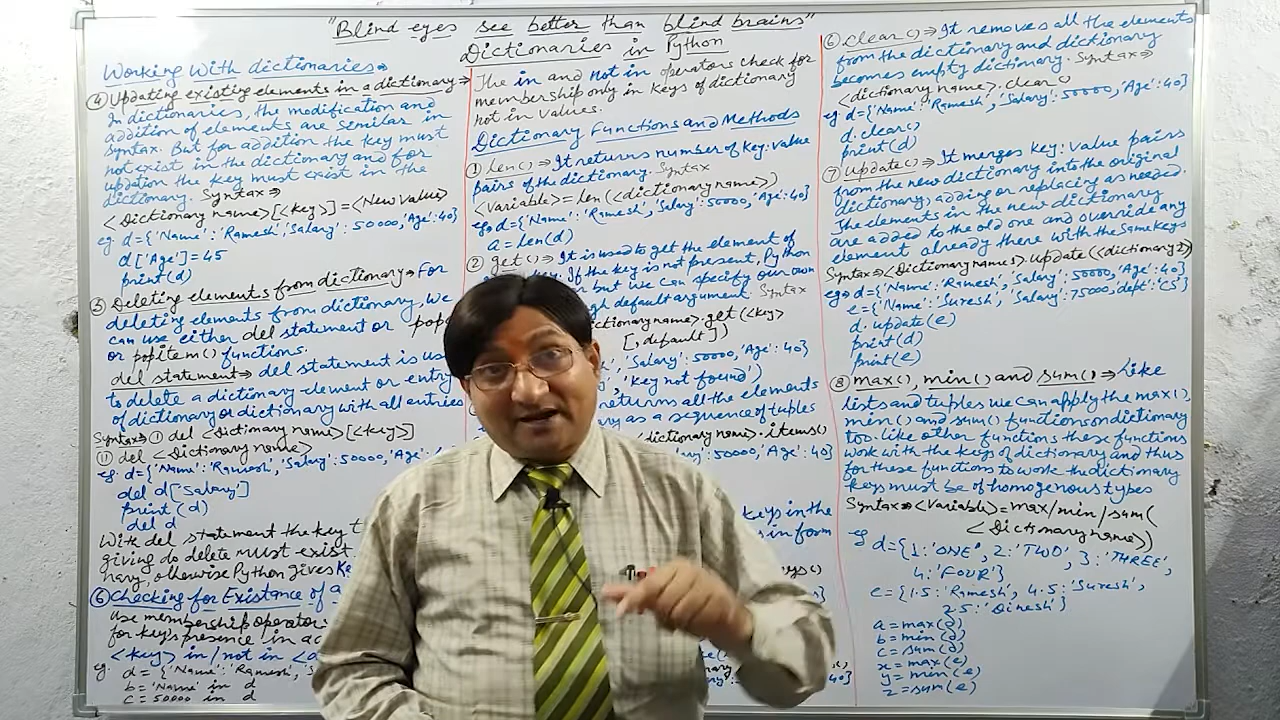 "Blind eyes see better than blind brains"
Dictionaries in Python
Working with dictionaries⇒
④ Updating existing elements in a dictionary→
In dictionaries, the modification and
addition of elements are similar in
syntax. But for addition the key must
not exist in the dictionary and for
updation the key must exist in the
dictionary. Syntax⇒
<Dictionary name>[<key>]=<New value>
eg. d={'Name':'Ramesh','Salary':50000,'Age':40}
d['Age']=45
print(d)
⑤ Deleting elements from dictionary→ For
deleting elements from dictionary, we
can use either del statement or pop
or popitem() functions.
del statement⇒ del statement is us
to delete a dictionary element or entry
of dictionary or dictionary with all entries
Syntax⇒ ① del <Dictionary name>[<key>]
② del <Dictionary name>
eg. d={'Name':'Ramesh','Salary':50000,'Age':
del d['Salary']
print(d)
del d
With del statement the key t
giving to delete must exist
nary, otherwise Python gives Ke
⑥ Checking for Existance of a
Use membership operator
for key's presence in a
<key> in/not in <
eg. d = {'Name':'Ramesh',
b='Name' in d
c=50000 in d
The in and not in operators check for
membership only in keys of dictionary
not in values.
Dictionary Functions and Methods
① len()⇒ It returns number of key:value
pairs of the dictionary. Syntax
<Variable>=len(<dictionary name>)
eg⇒ d={'Name':'Ramesh','Salary':50000,'Age':40}
a=len(d)
② get()⇒ It is used to get the element of
key. If the key is not present, Python
but we can specify our own
gh default argument. Syntax
dictionary name>.get(<key>
[,default])
'Salary':50000,'Age':40}
'Key not found')
returns all the elements
as a sequence of tuples
dictionary name>.items()
50000,'Age':40}
keys in the
in form
⑥ clear()⇒ It removes all the elements
from the dictionary and dictionary
becomes empty dictionary. Syntax⇒
<dictionary name>.clear()
eg d={'Name':'Ramesh','Salary':50000,'Age':40}
d.clear()
print(d)
⑦ update()⇒ It merges key:value pairs
from the new dictionary into the original
dictionary, adding or replacing as needed.
The elements in the new dictionary
are added to the old one and override any
element already there with the same keys
Syntax⇒ <Dictionary name>.update(<dictionary2>)
eg⇒ d={'Name':'Ramesh','Salary':50000,'Age':40}
e={'Name':'Suresh','Salary':75000,'dept':'CS'}
d.update(e)
print(d)
print(e)
⑧ max(), min() and sum()⇒ Like
lists and tuples we can apply the max(),
min() and sum() functions on dictionary
too. Like other functions these functions
work with the keys of dictionary and thus
for these functions to work the dictionary
keys must be of homogenous types
Syntax⇒ <Variable>=max/min/sum(
<Dictionary name>)
eg d={1:'ONE', 2:'TWO', 3:'THREE',
4:'FOUR'}
e={1.5:'Ramesh', 4.5:'Suresh',
2.5:'Dinesh'}
a=max(d)
b=min(d)
c=sum(d)
x=max(e)
y=min(e)
z=sum(e)